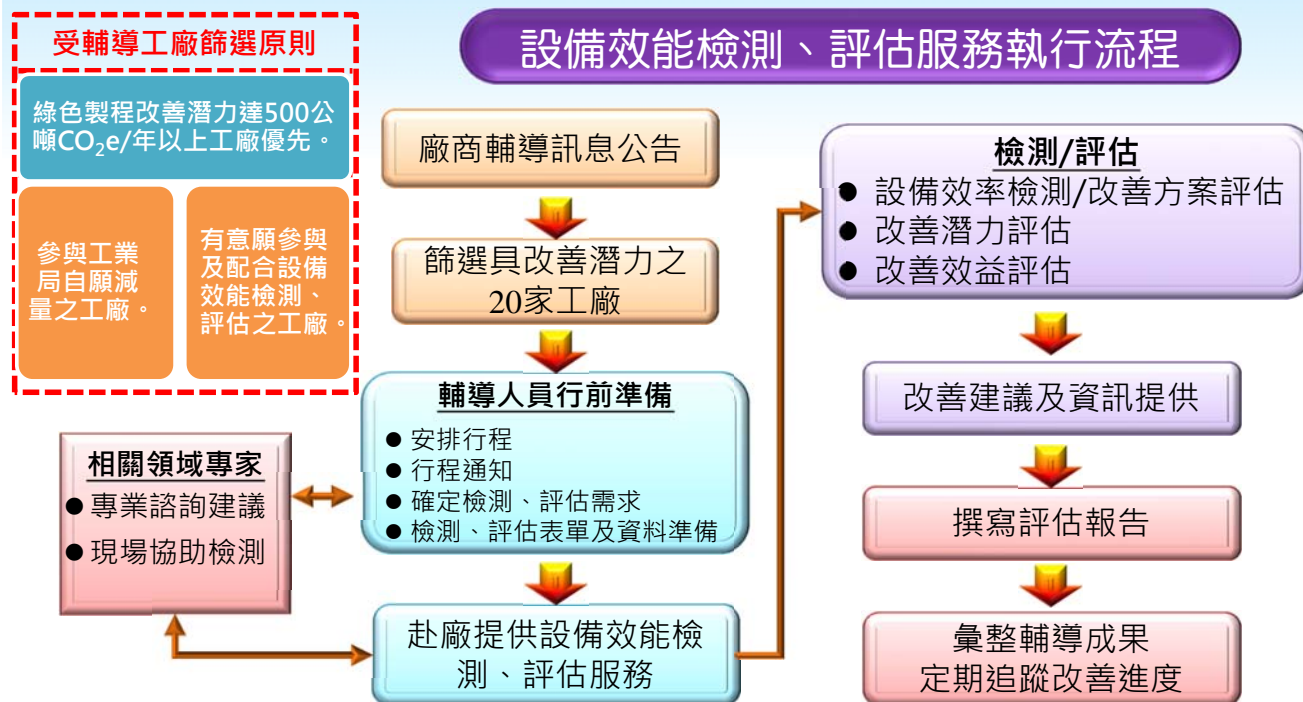 受輔導工廠篩選原則
綠色製程改善潛力達500公
噸CO₂e/年以上工廠優先。
參與工業
局自願減
量之工廠。
有意願參與
及配合設備
效能檢測、
評估之工廠。
設備效能檢測、評估服務執行流程
廠商輔導訊息公告
篩選具改善潛力之
20家工廠
輔導人員行前準備
● 安排行程
● 行程通知
● 確定檢測、評估需求
● 檢測、評估表單及資料準備
相關領域專家
● 專業諮詢建議
● 現場協助檢測
赴廠提供設備效能檢
測、評估服務
檢測/評估
● 設備效率檢測/改善方案評估
● 改善潛力評估
● 改善效益評估
改善建議及資訊提供
撰寫評估報告
彙整輔導成果
定期追蹤改善進度